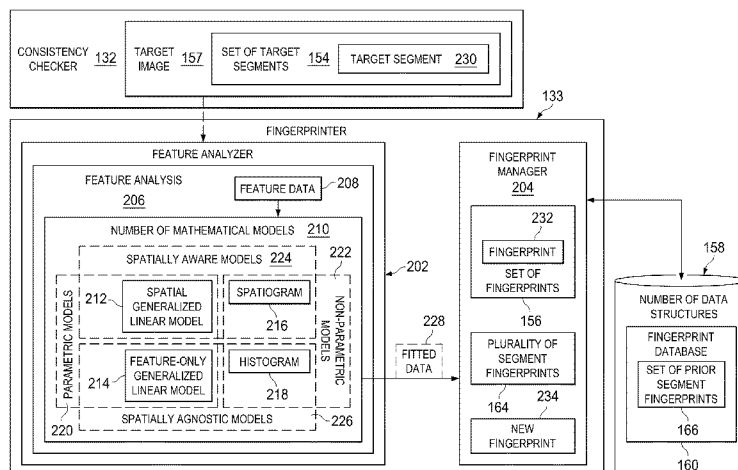 CONSISTENCY
CHECKER 132
TARGET
IMAGE 157
SET OF TARGET
SEGMENTS 154
TARGET SEGMENT 230
133
FINGERPRINTER
FEATURE ANALYZER
FEATURE ANALYSIS
206
FEATURE DATA
208
NUMBER OF MATHEMATICAL MODELS 210
SPATIALLY AWARE MODELS 224
222
202
PARAMETRIC MODELS
220
212
SPATIAL
GENERALIZED
LINEAR MODEL
SPATIOGRAM
216
NON-PARAMETRIC
MODELS
214
FEATURE-ONLY
GENERALIZED
LINEAR MODEL
HISTOGRAM
218
SPATIALLY AGNOSTIC MODELS
226
228
FITTED
DATA
FINGERPRINT
MANAGER
204
232
FINGERPRINT
SET OF
FINGERPRINTS
156
PLURALITY OF
SEGMENT
FINGERPRINTS
164
234
NEW
FINGERPRINT
158
NUMBER OF DATA
STRUCTURES
FINGERPRINT
DATABASE
SET OF PRIOR
SEGMENT
FINGERPRINTS
166
160